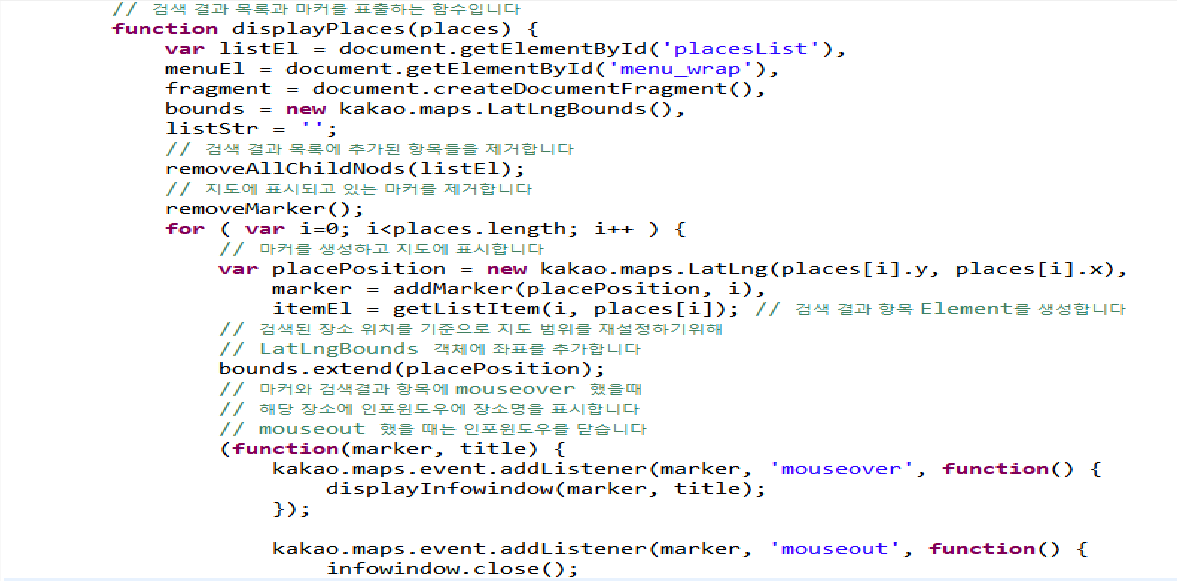 // 검색 결과 목록과 마커를 표출하는 함수입니다
function displayPlaces(places) {
var listEl = document.getElementById('placesList'),
menuEl = document.getElementById('menu_wrap'),
fragment = document.createDocumentFragment(),
bounds = new kakao.maps.LatLngBounds(),
listStr = '';
// 검색 결과 목록에 추가된 항목들을 제거합니다
removeAllChildNods(listEl);
// 지도에 표시되고 있는 마커를 제거합니다
removeMarker();
for ( var i=0; i<places.length; i++ ) {
// 마커를 생성하고 지도에 표시합니다
var placePosition = new kakao.maps.LatLng(places[i].y, places[i].x),
marker = addMarker(placePosition, i),
itemEl = getListItem(i, places[i]); // 검색 결과 항목 Element를 생성합니다
// 검색된 장소 위치를 기준으로 지도 범위를 재설정하기위해
// LatLngBounds 객체에 좌표를 추가합니다
bounds.extend(placePosition);
// 마커와 검색결과 항목에 mouseover 했을때
// 해당 장소에 인포윈도우에 장소명을 표시합니다
// mouseout 했을 때는 인포윈도우를 닫습니다
(function(marker, title) {
kakao.maps.event.addListener(marker, 'mouseover', function() {
displayInfowindow(marker, title);
});
kakao.maps.event.addListener(marker, 'mouseout', function() {
infowindow.close();